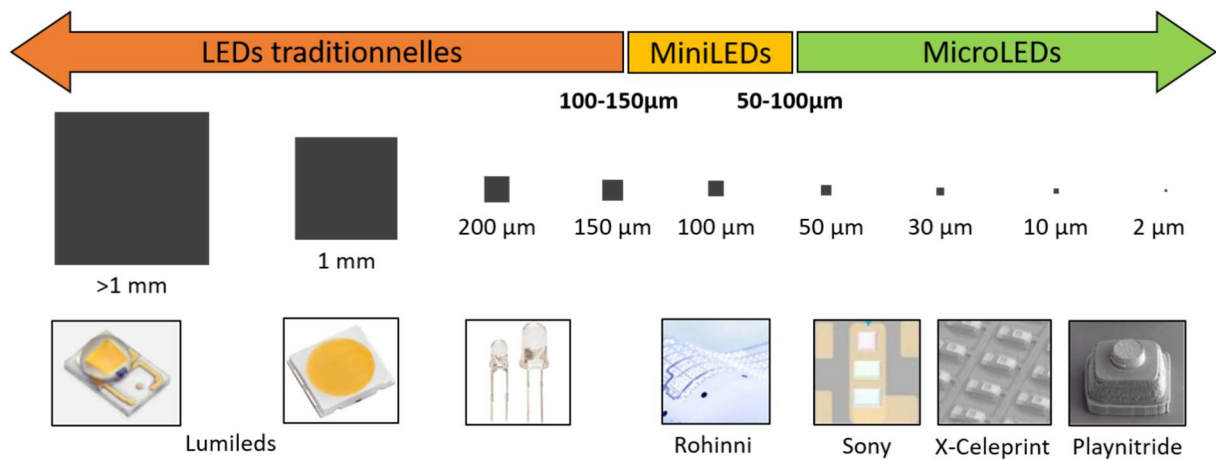 LEDs traditionnelles
MiniLEDs
MicroLEDs
100-150µm
50-100µm
>1 mm
1 mm
200 µm
150 µm
100 µm
50 µm
30 µm
10 µm
2 µm
Lumileds
Rohinni
Sony
X-Celeprint
Playnitride